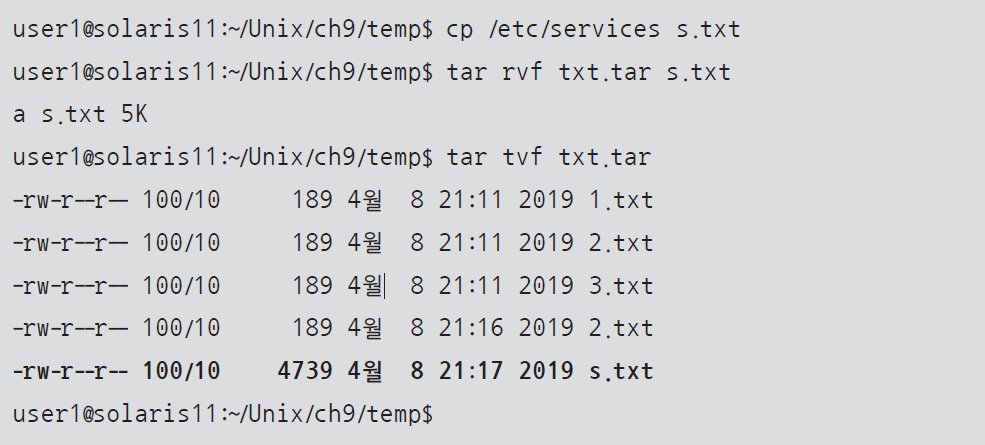 user1@solaris11:~/Unix/ch9/temp$ cp /etc/services s.txt
user1@solaris11:~/Unix/ch9/temp$ tar rvf txt.tar s.txt
a s.txt 5K
user1@solaris11:~/Unix/ch9/temp$ tar tvf txt.tar
-rw-r--r-- 100/10 189 4월 8 21:11 2019 1.txt
-rw-r--r-- 100/10 189 4월 8 21:11 2019 2.txt
-rw-r--r-- 100/10 189 4월 8 21:11 2019 3.txt
-rw-r--r-- 100/10 189 4월 8 21:16 2019 2.txt
-rw-r--r-- 100/10 4739 4월 8 21:17 2019 s.txt
user1@solaris11:~/Unix/ch9/temp$